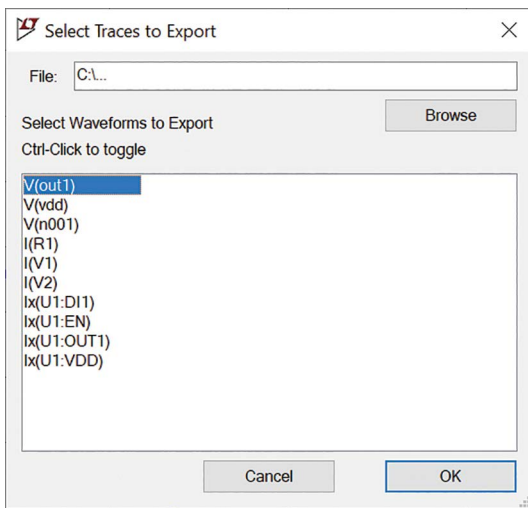 Select Traces to Export
File: C:\...
Browse
Select Waveforms to Export
Ctrl-Click to toggle
V(out1)
V(vdd)
V(n001)
I(R1)
I(V1)
I(V2)
Ix(U1:DI1)
Ix(U1:EN)
Ix(U1:OUT1)
Ix(U1:VDD)
Cancel OK